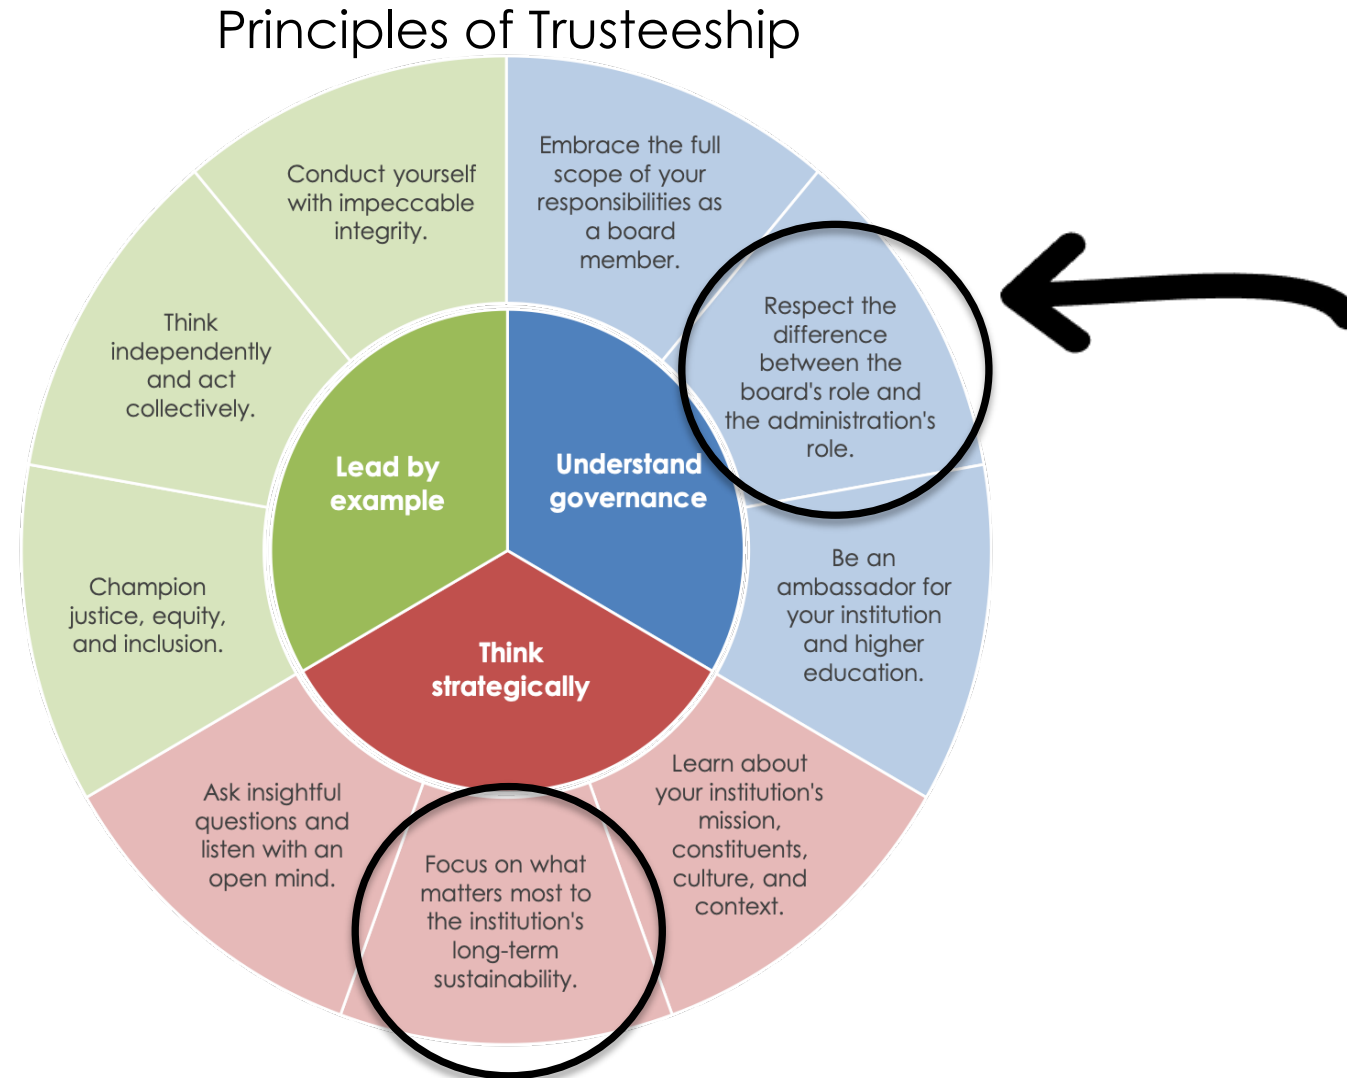 Principles of Trusteeship
Embrace the full
scope of your
responsibilities as
a board
member.
Respect the
difference
between the
board's role and
the administration's
role.
Be an
ambassador for
your institution
and higher
education.
Learn about
your institution's
mission,
constituents,
culture, and
context.
Focus on what
matters most to
the institution's
long-term
sustainability.
Ask insightful
questions and
listen with an
open mind.
Champion
justice, equity,
and inclusion.
Think
independently
and act
collectively.
Conduct yourself
with impeccable
integrity.
Lead by
example
Understand
governance
Think
strategically